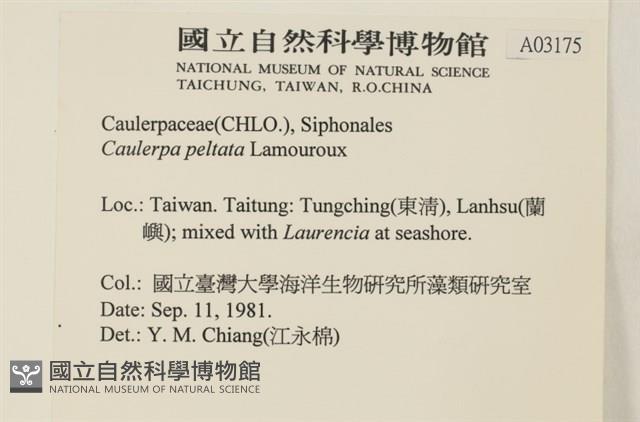 國立自然科學博物館
A03175
NATIONAL MUSEUM OF NATURAL SCIENCE
TAICHUNG, TAIWAN, R.O.CHINA
Caulerpaceae(CHLO.), Siphonales
Caulerpa peltata Lamouroux
Loc.: Taiwan. Taitung: Tungching(東淸), Lanhsu(蘭
嶼); mixed with Laurencia at seashore.
Col.: 國立臺灣大學海洋生物研究所藻類研究室
Date: Sep. 11, 1981.
Det.: Y. M. Chiang(江永棉)
國立自然科學博物館
NATIONAL MUSEUM OF NATURAL SCIENCE